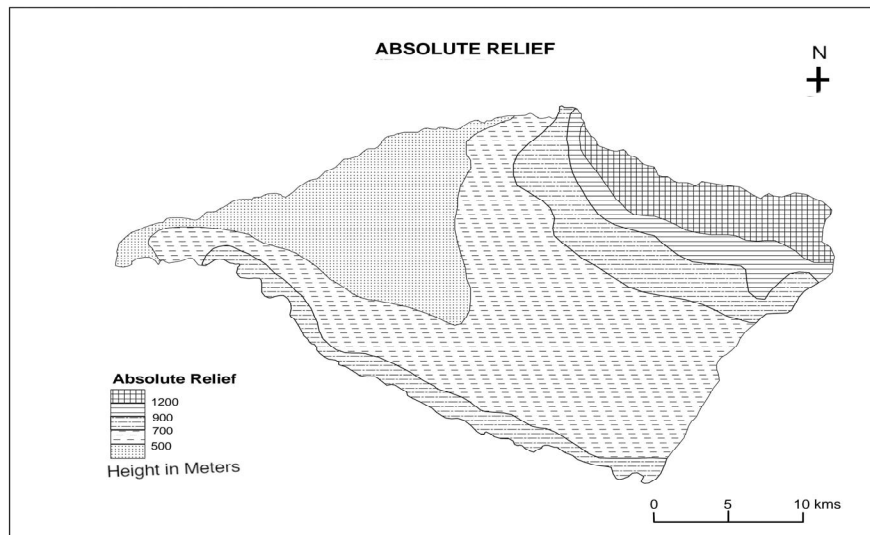 ABSOLUTE RELIEF
N
Absolute Relief
1200
900
700
500
Height in Meters
0 5 10 kms